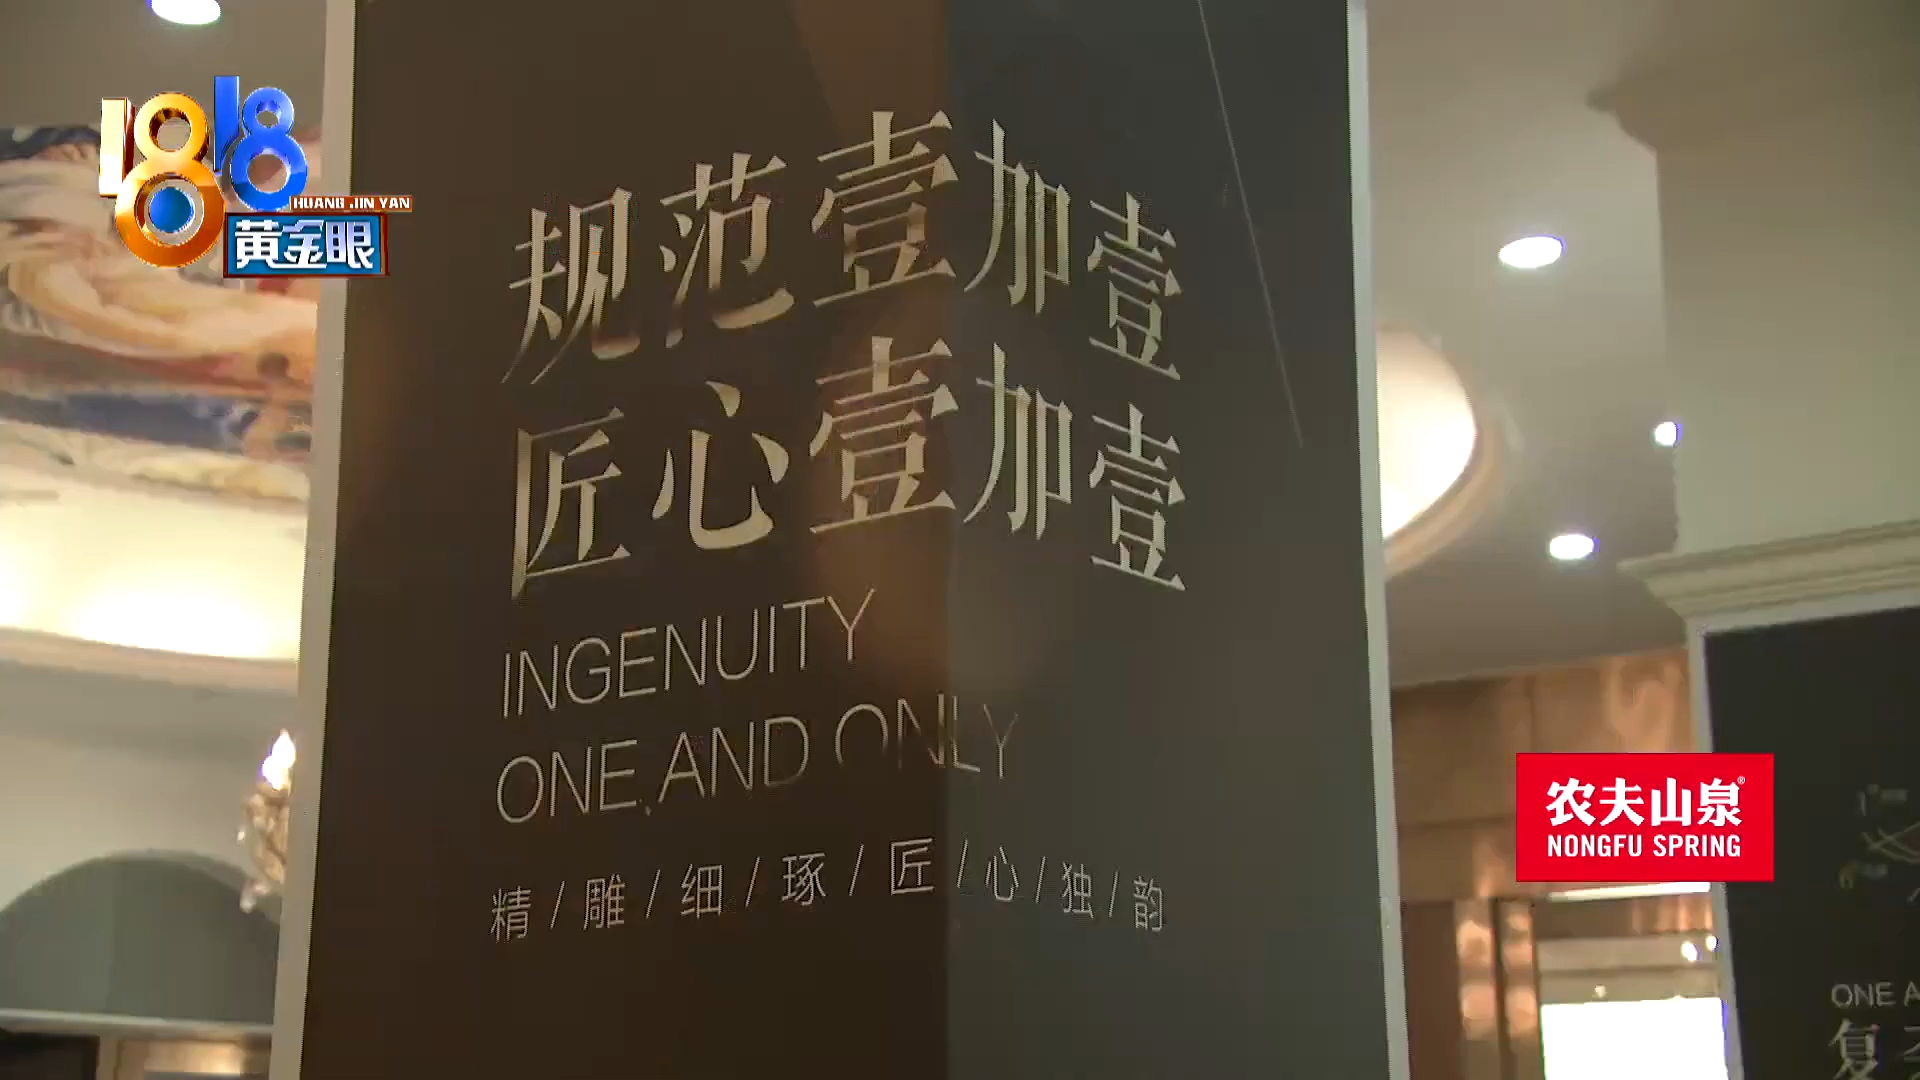 1818
HUANG JIN YAN
黄金眼
规范壹加壹
匠心壹加壹
INGENUITY
ONE AND ONLY
精/雕/细/琢/匠/心/独/韵
农夫山泉®
NONGFU SPRING
ONE A
复